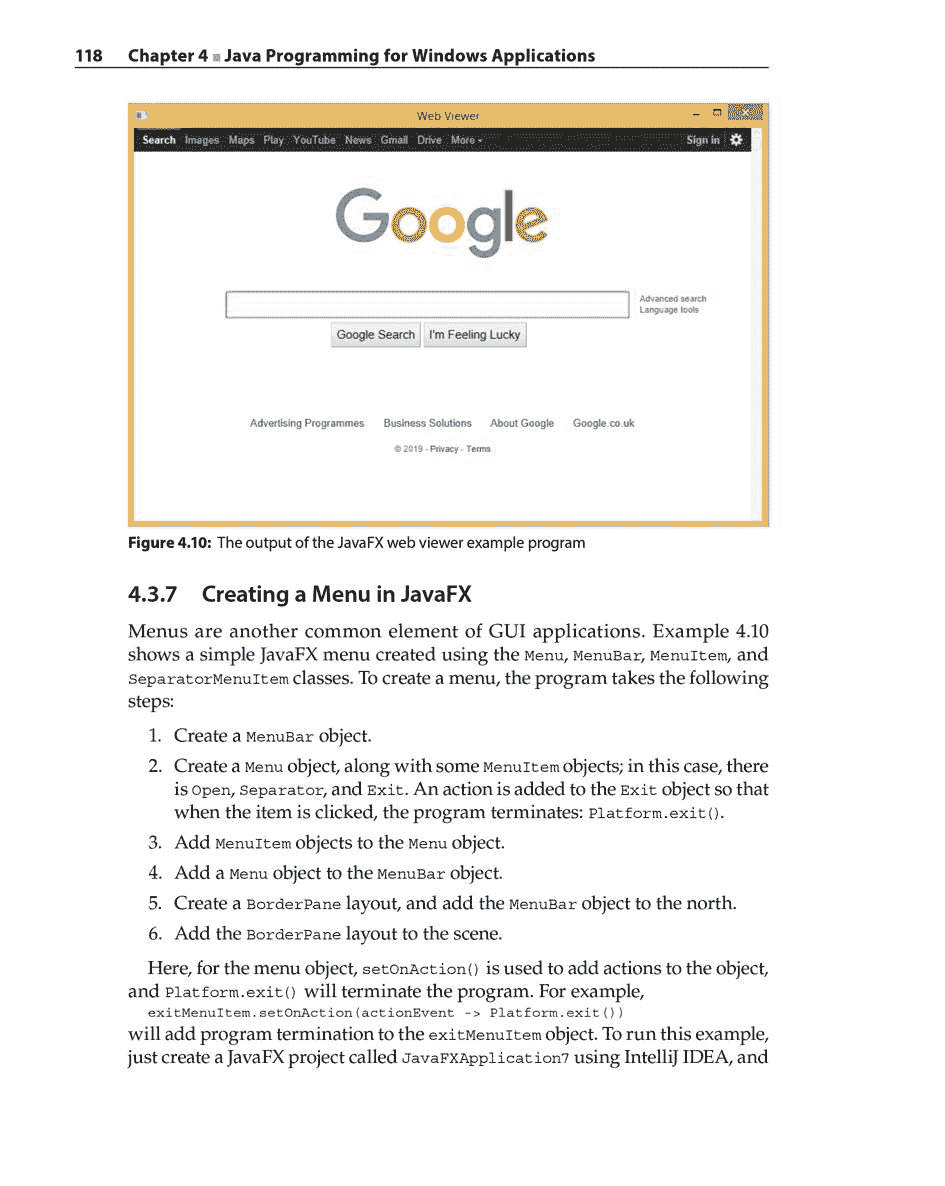 118 Chapter 4 ■ Java Programming for Windows Applications
Web Viewer
Search Images Maps Play YouTube News Gmail Drive More Sign in
Google
Advanced search
Language tools
Google Search I'm Feeling Lucky
Advertising Programmes Business Solutions About Google Google.co.uk
© 2019 - Privacy - Terms
Figure 4.10: The output of the JavaFX web viewer example program
4.3.7 Creating a Menu in JavaFX
Menus are another common element of GUI applications. Example 4.10
shows a simple JavaFX menu created using the Menu, MenuBar, MenuItem, and
SeparatorMenuItem classes. To create a menu, the program takes the following
steps:
1. Create a MenuBar object.
2. Create a Menu object, along with some MenuItem objects; in this case, there
is Open, Separator, and Exit. An action is added to the Exit object so that
when the item is clicked, the program terminates: Platform.exit().
3. Add MenuItem objects to the Menu object.
4. Add a Menu object to the MenuBar object.
5. Create a BorderPane layout, and add the MenuBar object to the north.
6. Add the BorderPane layout to the scene.
Here, for the menu object, setOnAction() is used to add actions to the object,
and Platform.exit() will terminate the program. For example,
exitMenuItem.setOnAction(actionEvent -> Platform.exit())
will add program termination to the exitMenuItem object. To run this example,
just create a JavaFX project called JavaFXApplication7 using IntelliJ IDEA, and